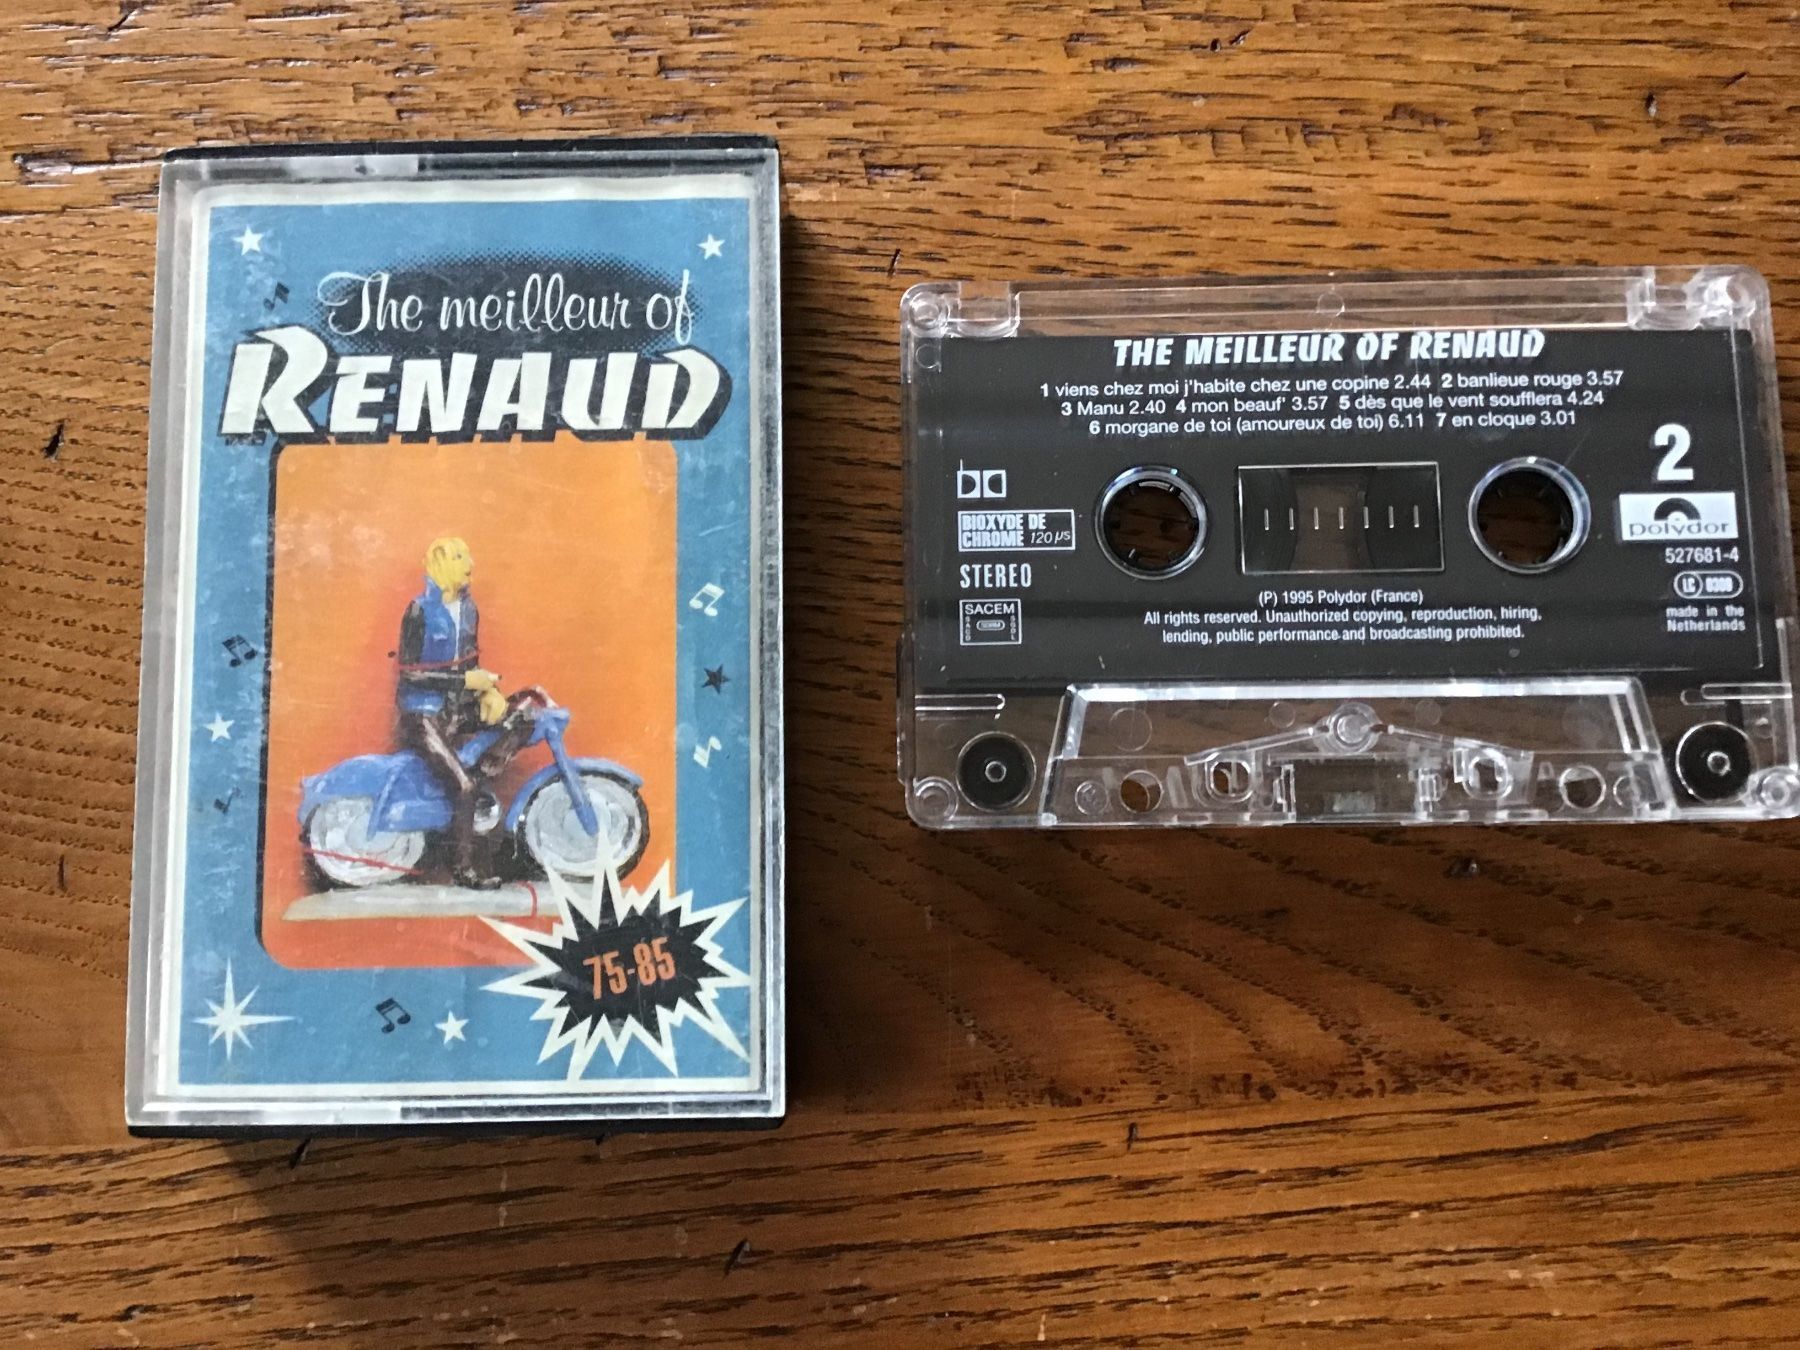 The meilleur of
RENAUD
75-85
THE MEILLEUR OF RENAUD
1 viens chez moi j'habite chez une copine 2.44 2 banlieue rouge 3.57
3 Manu 2.40 4 mon beauf' 3.57 5 dès que le vent soufflera 4.24
6 morgane de toi (amoureux de toi) 6.11 7 en cloque 3.01
2
BIOXYDE DE
CHROME 120 µs
polydor
527681-4
STEREO
LC
SACEM
(P) 1995 Polydor (France)
All rights reserved. Unauthorized copying, reproduction, hiring,
lending, public performance and broadcasting prohibited.
made in the
Netherlands